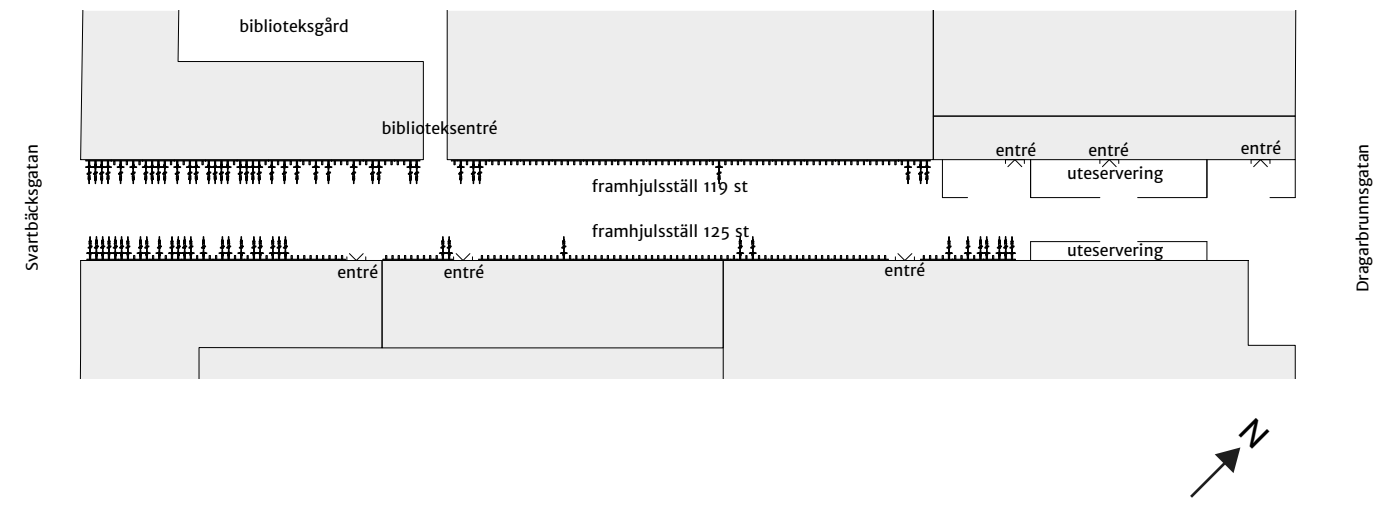 biblioteksgård
biblioteksentré
Svartbäcksgatan
entré
entré
entré
uteservering
framhjulsställ 119 st
framhjulsställ 125 st
uteservering
entré
entré
entré
Dragarbrunnsgatan
N